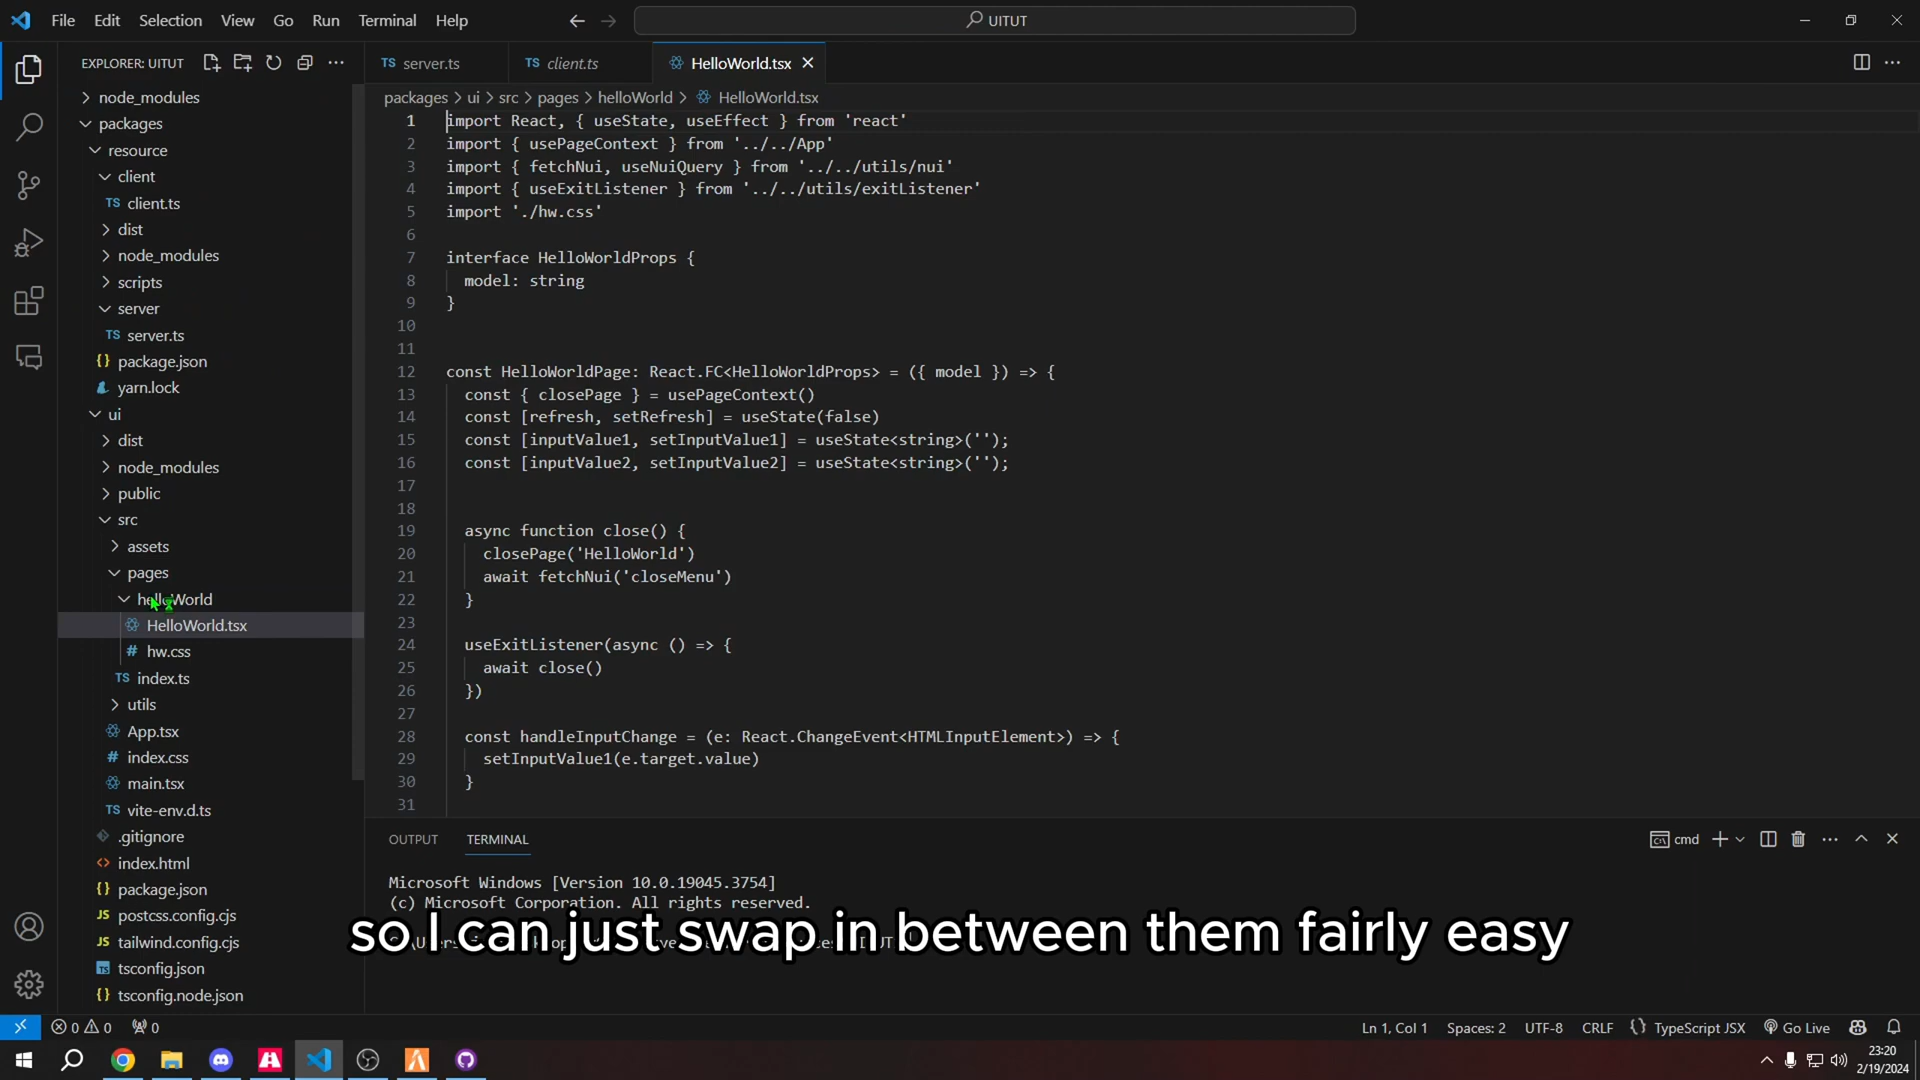 File Edit Selection View Go Run Terminal Help
UITUT
EXPLORER: UITUT
node_modules
packages
resource
client
TS client.ts
dist
node_modules
scripts
server
TS server.ts
{} package.json
yarn.lock
ui
dist
node_modules
public
src
assets
pages
helloWorld
HelloWorld.tsx
# hw.css
TS index.ts
utils
App.tsx
# index.css
main.tsx
TS vite-env.d.ts
.gitignore
<> index.html
{} package.json
JS postcss.config.cjs
JS tailwind.config.cjs
tsconfig.json
{} tsconfig.node.json
TS server.ts
TS client.ts
HelloWorld.tsx
packages > ui > src > pages > helloWorld > HelloWorld.tsx
1 import React, { useState, useEffect } from 'react'
2 import { usePageContext } from '../../App'
3 import { fetchNui, useNuiQuery } from '../../utils/nui'
4 import { useExitListener } from '../../utils/exitListener'
5 import './hw.css'
6
7 interface HelloWorldProps {
8 model: string
9 }
10
11
12 const HelloWorldPage: React.FC<HelloWorldProps> = ({ model }) => {
13 const { closePage } = usePageContext()
14 const [refresh, setRefresh] = useState(false)
15 const [inputValue1, setInputValue1] = useState<string>('');
16 const [inputValue2, setInputValue2] = useState<string>('');
17
18
19 async function close() {
20 closePage('HelloWorld')
21 await fetchNui('closeMenu')
22 }
23
24 useExitListener(async () => {
25 await close()
26 })
27
28 const handleInputChange = (e: React.ChangeEvent<HTMLInputElement>) => {
29 setInputValue1(e.target.value)
30 }
31
OUTPUT TERMINAL
cmd
Microsoft Windows [Version 10.0.19045.3754]
(c) Microsoft Corporation. All rights reserved.
so I can just swap in between them fairly easy
0 0 0
Ln 1, Col 1 Spaces: 2 UTF-8 CRLF {} TypeScript JSX Go Live
23:20
2/19/2024